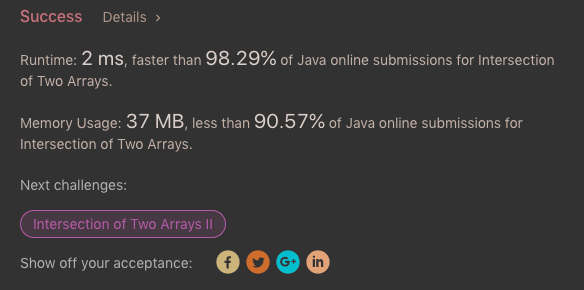 Success Details >
Runtime: 2 ms, faster than 98.29% of Java online submissions for Intersection
of Two Arrays.
Memory Usage: 37 MB, less than 90.57% of Java online submissions for
Intersection of Two Arrays.
Next challenges:
Intersection of Two Arrays II
Show off your acceptance: f G+ in